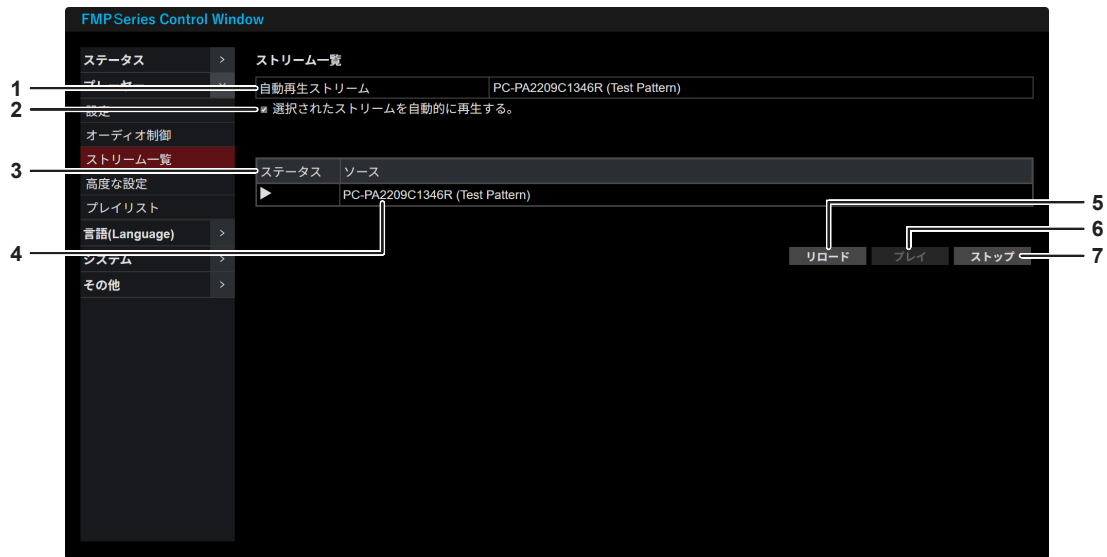 FMPSeries Control Window
ステータス >
プレーヤー
設定
オーディオ制御
ストリーム一覧
高度な設定
プレイリスト
言語(Language) >
システム >
その他 >
ストリーム一覧
自動再生ストリーム PC-PA2209C1346R (Test Pattern)
選択されたストリームを自動的に再生する。
ステータス ソース
PC-PA2209C1346R (Test Pattern)
リロード プレイ ストップ
1
2
3
4
5
6
7